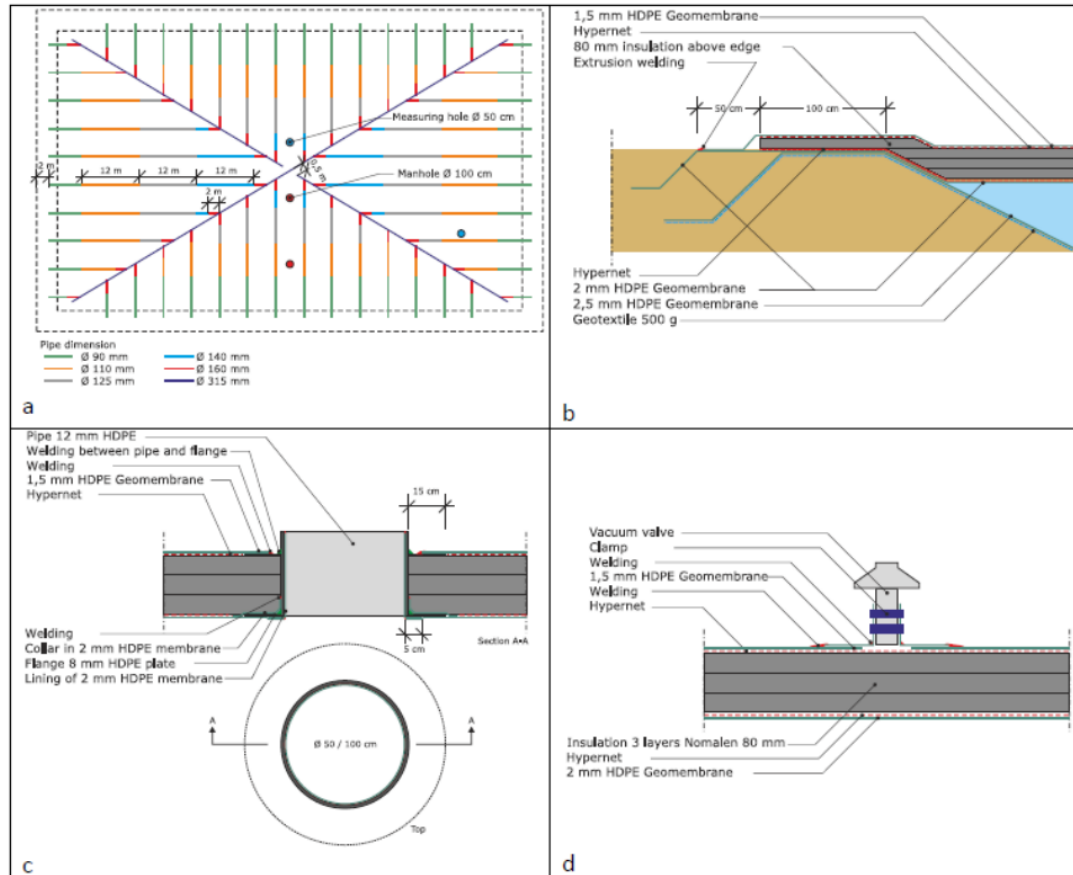 Measuring hole Ø 50 cm
2 m
12 m
12 m
12 m
0,5 m
Manhole Ø 100 cm
2 m
Pipe dimension
Ø 90 mm
Ø 140 mm
Ø 110 mm
Ø 160 mm
Ø 125 mm
Ø 315 mm
a
1,5 mm HDPE Geomembrane
Hypernet
80 mm insulation above edge
Extrusion welding
50 cm
100 cm
Hypernet
2 mm HDPE Geomembrane
2,5 mm HDPE Geomembrane
Geotextile 500 g
b
Pipe 12 mm HDPE
Welding between pipe and flange
Welding
1,5 mm HDPE Geomembrane
Hypernet
15 cm
Welding
Collar in 2 mm HDPE membrane
Flange 8 mm HDPE plate
Lining of 2 mm HDPE membrane
5 cm
Section A-A
A
A
Ø 50 / 100 cm
Top
c
Vacuum valve
Clamp
Welding
1,5 mm HDPE Geomembrane
Welding
Hypernet
Insulation 3 layers Nomalen 80 mm
Hypernet
2 mm HDPE Geomembrane
d